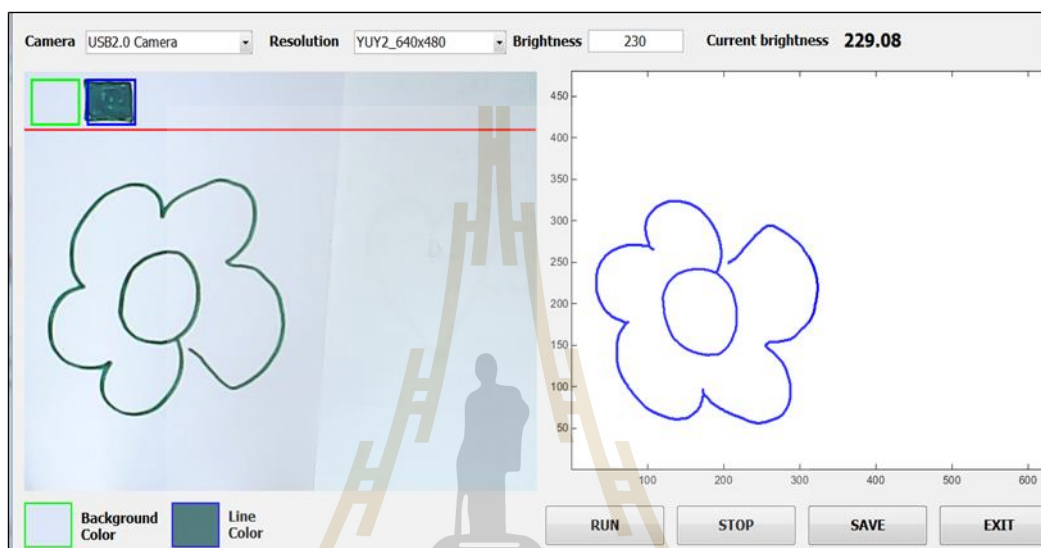 Camera USB2.0 Camera Resolution YUY2_640x480 Brightness 230 Current brightness 229.08
450
400
350
300
250
200
150
100
50
100 200 300 400 500 600
Background Color
Line Color
RUN STOP SAVE EXIT